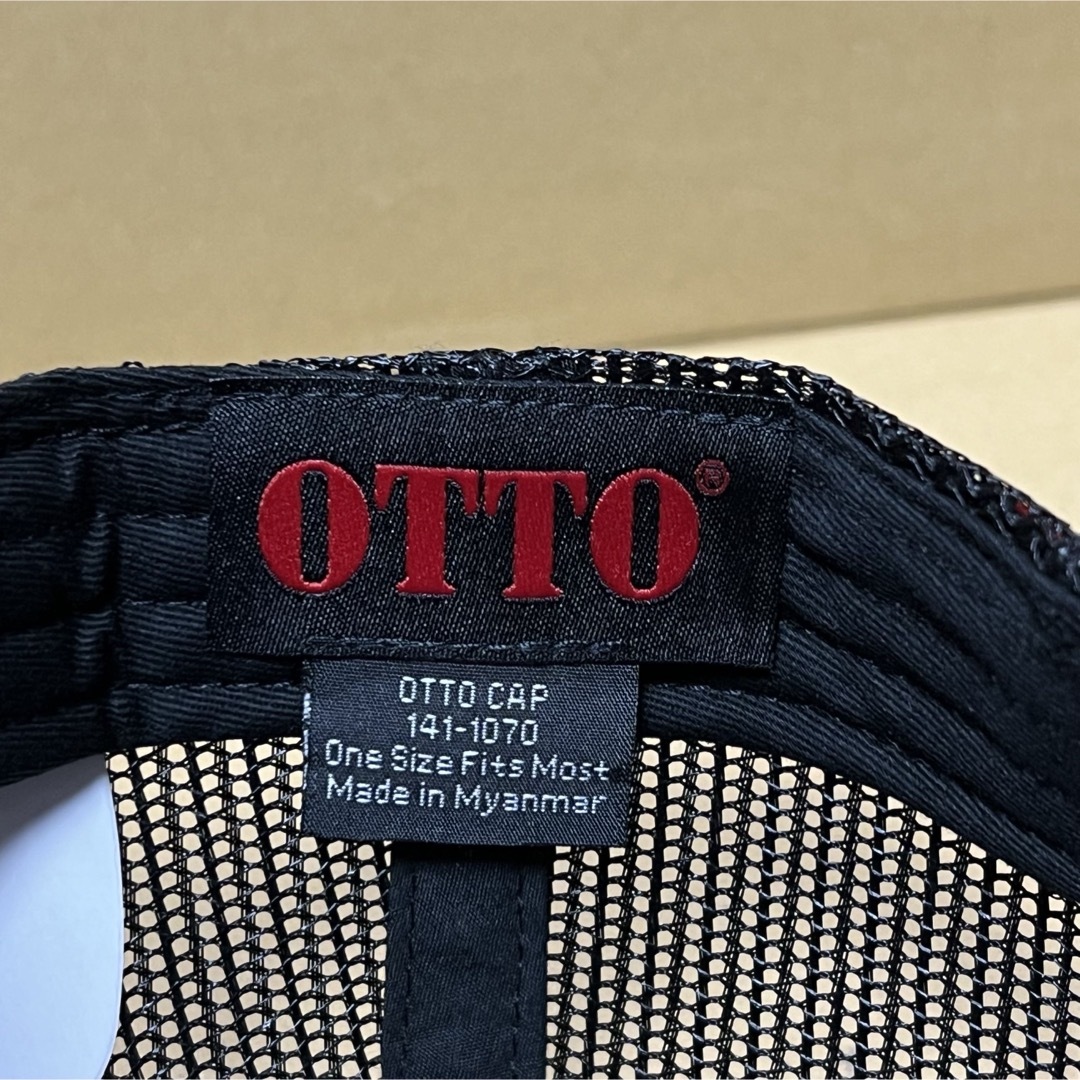 OTTO®
OTTO CAP
141-1070
One Size Fits Most
Made in Myanmar